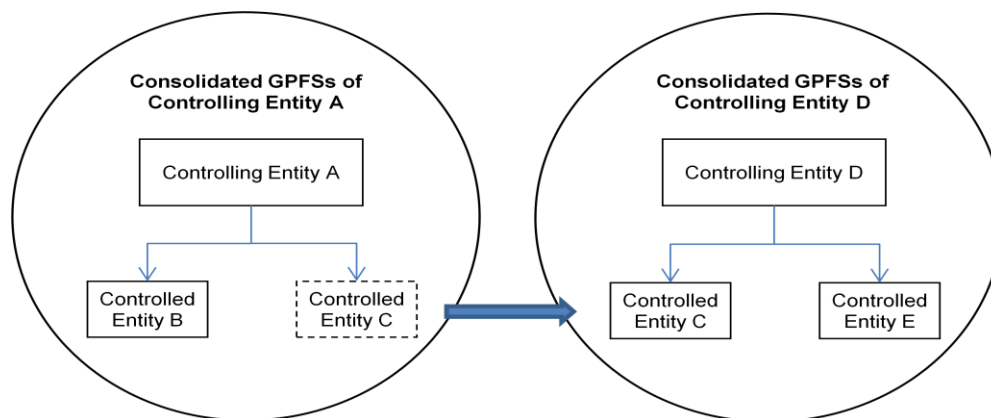 Consolidated GPFSs of
Controlling Entity A
Controlling Entity A
Controlled
Entity B
Controlled
Entity C
Consolidated GPFSs of
Controlling Entity D
Controlling Entity D
Controlled
Entity C
Controlled
Entity E